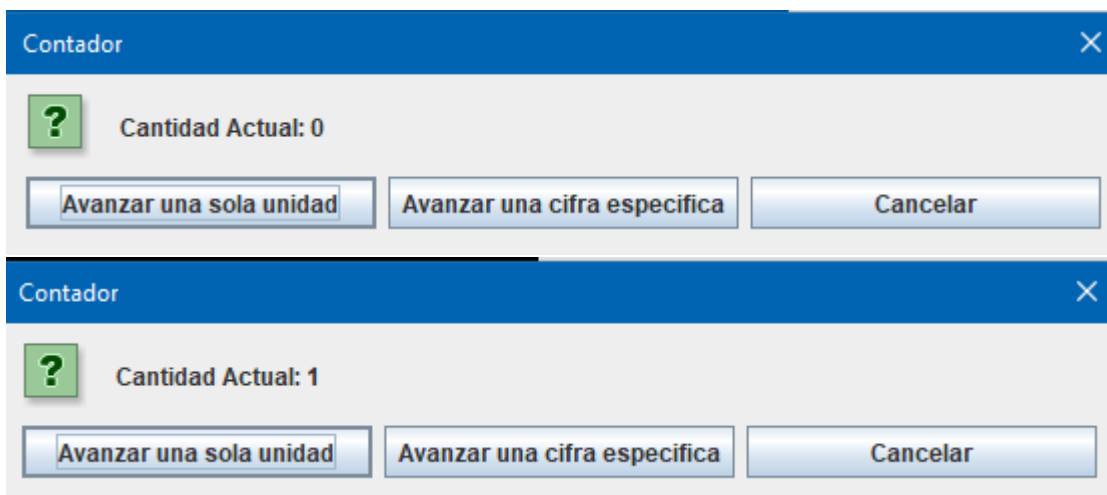 Contador
? Cantidad Actual: 0
Avanzar una sola unidad Avanzar una cifra especifica Cancelar
Contador
? Cantidad Actual: 1
Avanzar una sola unidad Avanzar una cifra especifica Cancelar